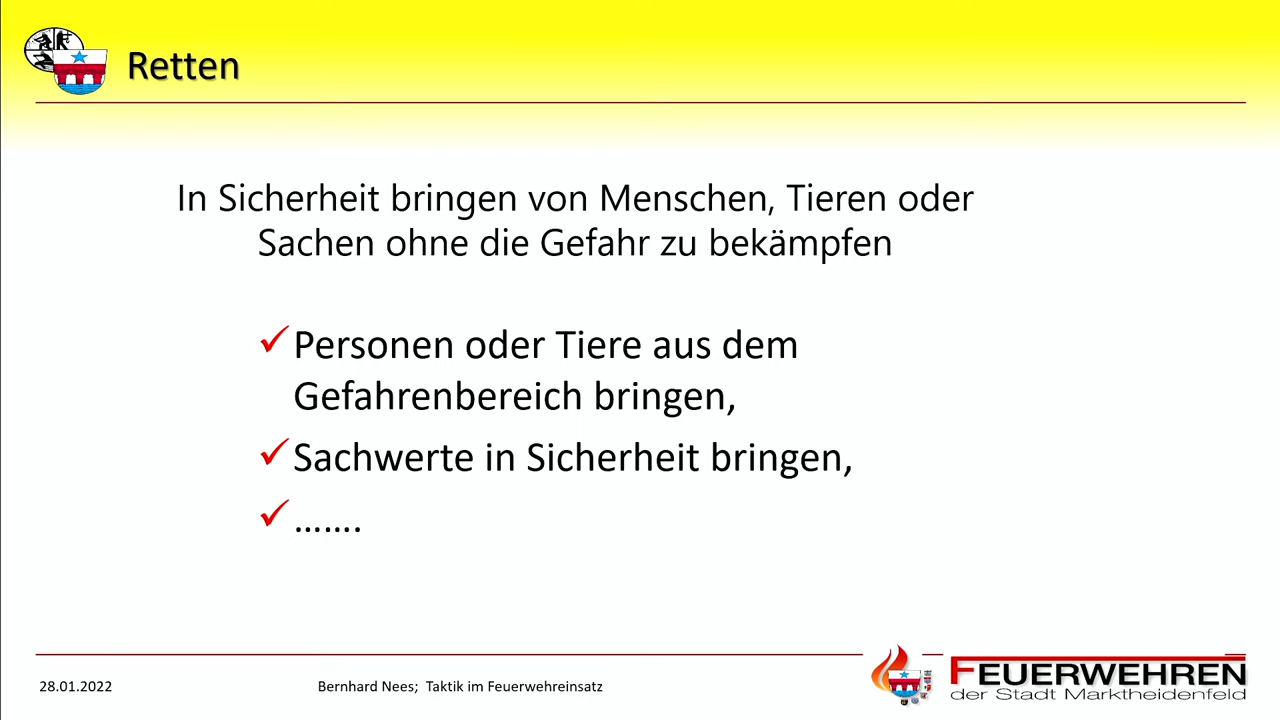 Retten
In Sicherheit bringen von Menschen, Tieren oder
Sachen ohne die Gefahr zu bekämpfen
Personen oder Tiere aus dem
Gefahrenbereich bringen,
Sachwerte in Sicherheit bringen,
…….
28.01.2022
Bernhard Nees; Taktik im Feuerwehreinsatz
FEUERWEHREN
der Stadt Marktheidenfeld